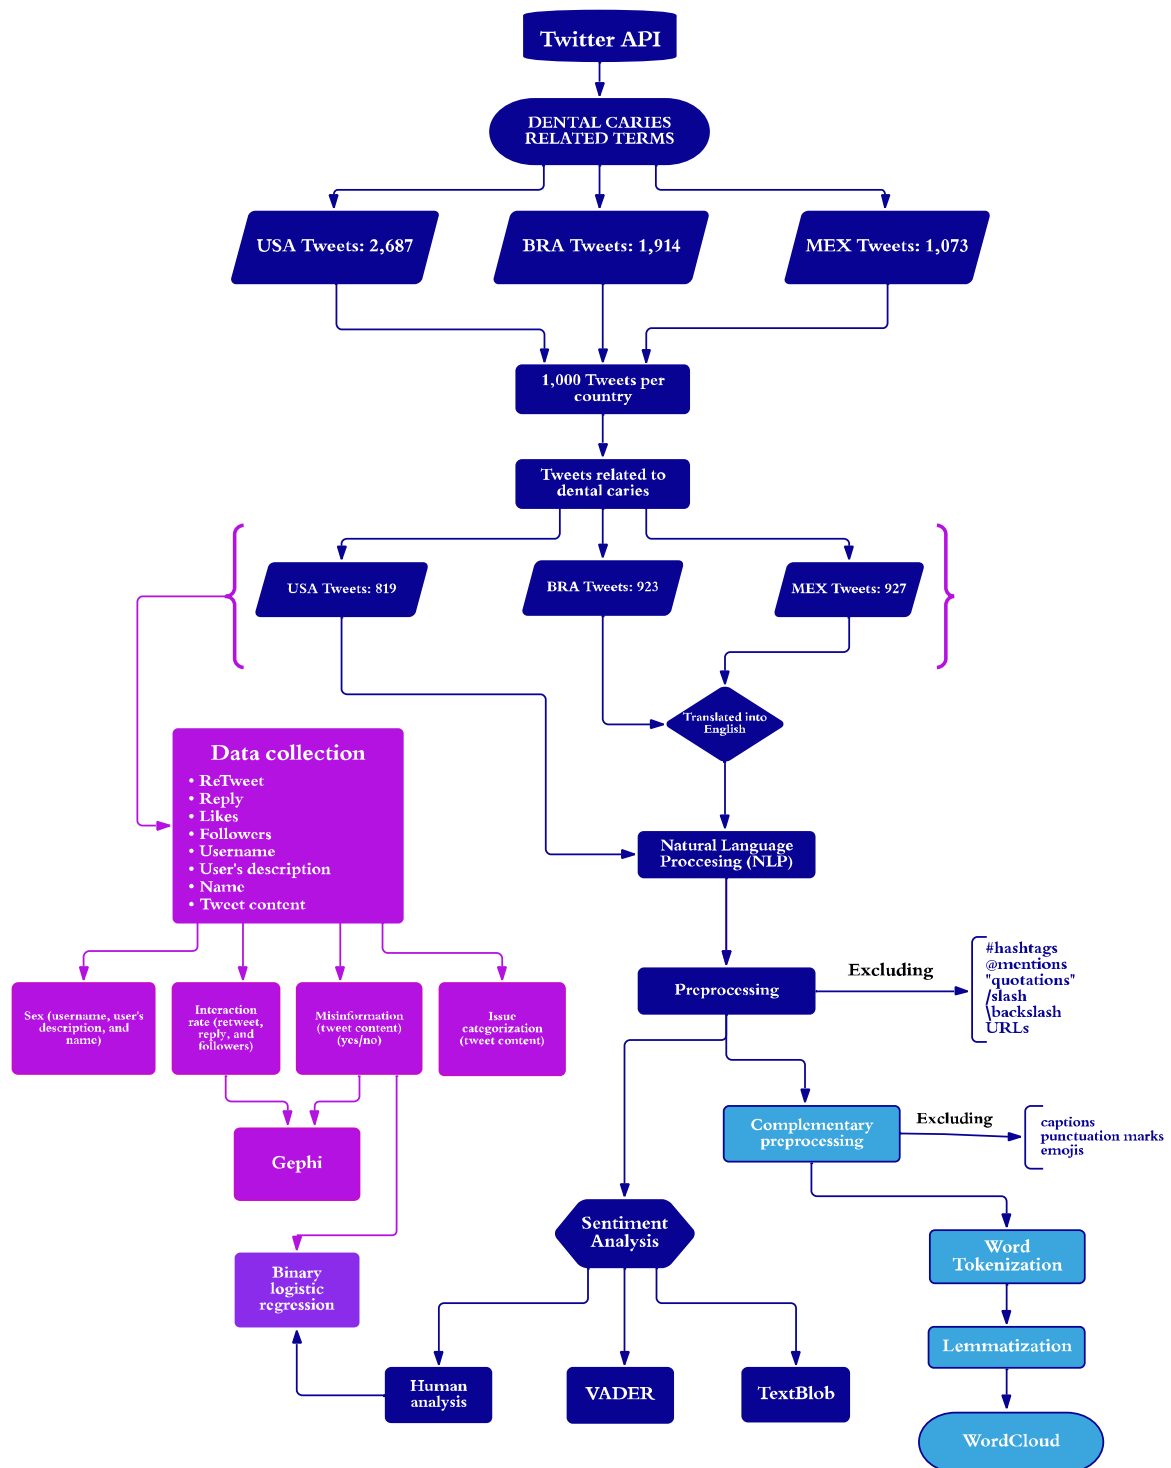 Twitter API
DENTAL CARIES
RELATED TERMS
USA Tweets: 2,687
BRA Tweets: 1,914
MEX Tweets: 1,073
1,000 Tweets per
country
Tweets related to
dental caries
USA Tweets: 819
BRA Tweets: 923
MEX Tweets: 927
Translated into
English
Data collection
• ReTweet
• Reply
• Likes
• Followers
• Username
• User's description
• Name
• Tweet content
Natural Language
Proccesing (NLP)
Preprocessing
Excluding
#hashtags
@mentions
"quotations"
/slash
\backslash
URLs
Sex (username, user's
description, and
name)
Interaction
rate (retweet,
reply, and
followers)
Misinformation
(tweet content)
(yes/no)
Issue
categorization
(tweet content)
Complementary
preprocessing
Excluding
captions
punctuation marks
emojis
Gephi
Sentiment
Analysis
Word
Tokenization
Binary
logistic
regression
Lemmatization
Human
analysis
VADER
TextBlob
WordCloud